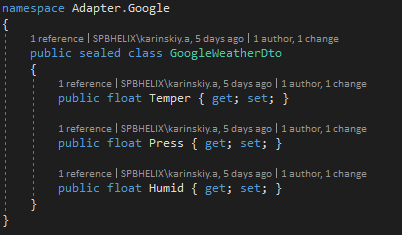 namespace Adapter.Google
{
1 reference | SPBHELIX\karinskiy.a, 5 days ago | 1 author, 1 change
public sealed class GoogleWeatherDto
{
1 reference | SPBHELIX\karinskiy.a, 5 days ago | 1 author, 1 change
public float Temper { get; set; }
1 reference | SPBHELIX\karinskiy.a, 5 days ago | 1 author, 1 change
public float Press { get; set; }
1 reference | SPBHELIX\karinskiy.a, 5 days ago | 1 author, 1 change
public float Humid { get; set; }
}
}